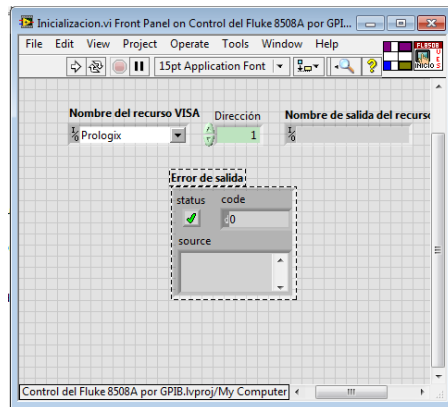 Inicializacion.vi Front Panel on Control del Fluke 8508A por GPI...
File Edit View Project Operate Tools Window Help
15pt Application Font
INICIO
Nombre del recurso VISA Dirección Nombre de salida del recurso
Prologix 1
Error de salida
status code
0
source
Control del Fluke 8508A por GPIB.lvproj/My Computer